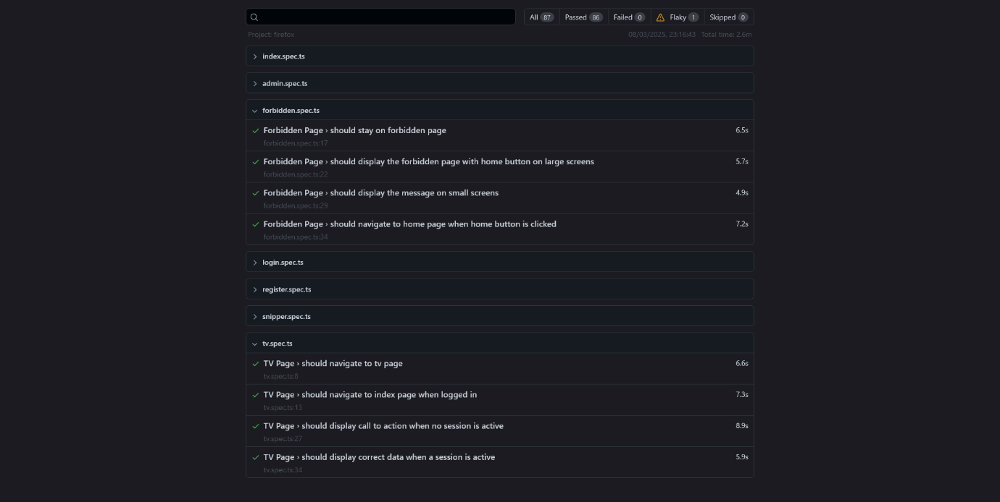 All 87 Passed 86 Failed 0 Flaky 1 Skipped 0
Project: firefox 08/03/2025, 23:16:43 Total time: 2.6m
index.spec.ts
admin.spec.ts
forbidden.spec.ts
Forbidden Page › should stay on forbidden page 6.5s
forbidden.spec.ts:17
Forbidden Page › should display the forbidden page with home button on large screens 5.7s
forbidden.spec.ts:22
Forbidden Page › should display the message on small screens 4.9s
forbidden.spec.ts:29
Forbidden Page › should navigate to home page when home button is clicked 7.2s
forbidden.spec.ts:34
login.spec.ts
register.spec.ts
snipper.spec.ts
tv.spec.ts
TV Page › should navigate to tv page 6.6s
tv.spec.ts:8
TV Page › should navigate to index page when logged in 7.3s
tv.spec.ts:13
TV Page › should display call to action when no session is active 8.9s
tv.spec.ts:27
TV Page › should display correct data when a session is active 5.9s
tv.spec.ts:34